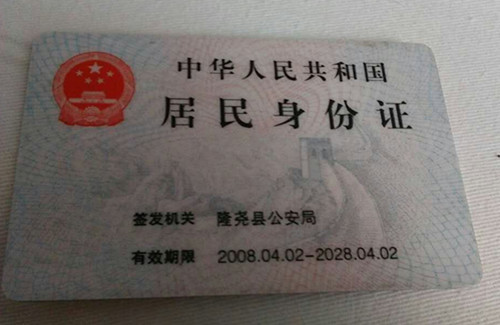 中华人民共和国
居民身份证
签发机关 隆尧县公安局
有效期限 2008.04.02-2028.04.02